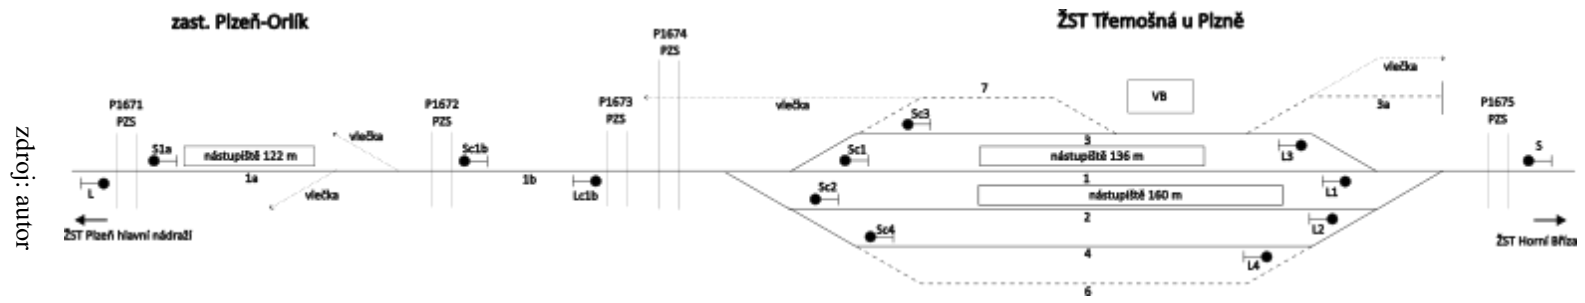 zast. Plzeň-Orlík
ŽST Třemošná u Plzně
P1674
PZS
P1671
PZS
P1672
PZS
P1673
PZS
P1675
PZS
vlečka
7
VB
vlečka
3a
Sc3
S1a
vlečka
nástupiště 122 m
1a
vlečka
Sc1b
1b
Lc1b
L
Sc1
3
nástupiště 136 m
L3
S
1
Sc2
nástupiště 160 m
L1
2
L2
Sc4
4
L4
6
ŽST Plzeň hlavní nádraží
ŽST Horní Bříza
zdroj: autor